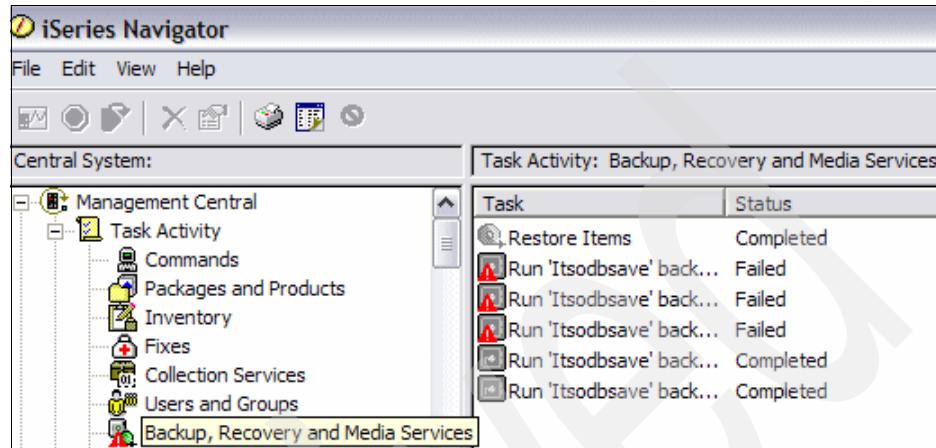 iSeries Navigator
File Edit View Help
Central System:
Task Activity: Backup, Recovery and Media Services
Management Central
Task Activity
Commands
Packages and Products
Inventory
Fixes
Collection Services
Users and Groups
Backup, Recovery and Media Services
Task Status
Restore Items Completed
Run 'Itsodbsave' back... Failed
Run 'Itsodbsave' back... Failed
Run 'Itsodbsave' back... Failed
Run 'Itsodbsave' back... Completed
Run 'Itsodbsave' back... Completed